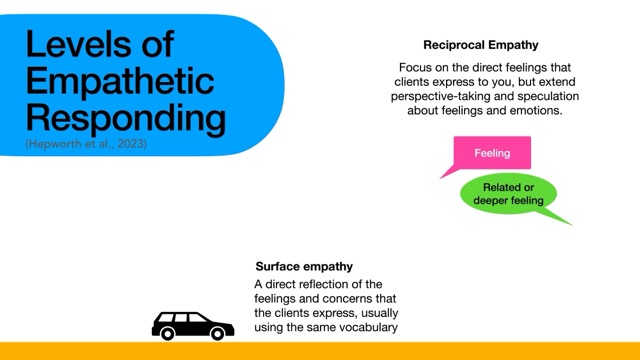 Levels of
Empathetic
Responding
(Hepworth et al., 2023)
Reciprocal Empathy
Focus on the direct feelings that
clients express to you, but extend
perspective-taking and speculation
about feelings and emotions.
Feeling
Related or
deeper feeling
Surface empathy
A direct reflection of the
feelings and concerns that
the clients express, usually
using the same vocabulary